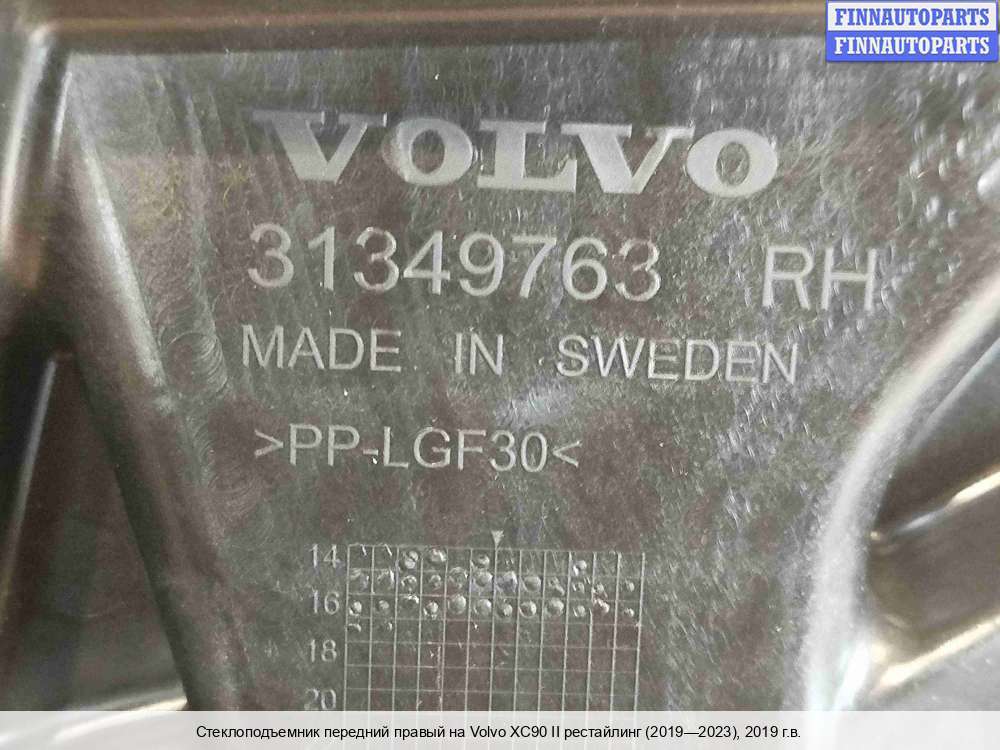 FINNAUTOPARTS
FINNAUTOPARTS
VOLVO
31349763 RH
MADE IN SWEDEN
>PP-LGF30<
14
16
18
20
Стеклоподъемник передний правый на Volvo XC90 II рестайлинг (2019—2023), 2019 г.в.